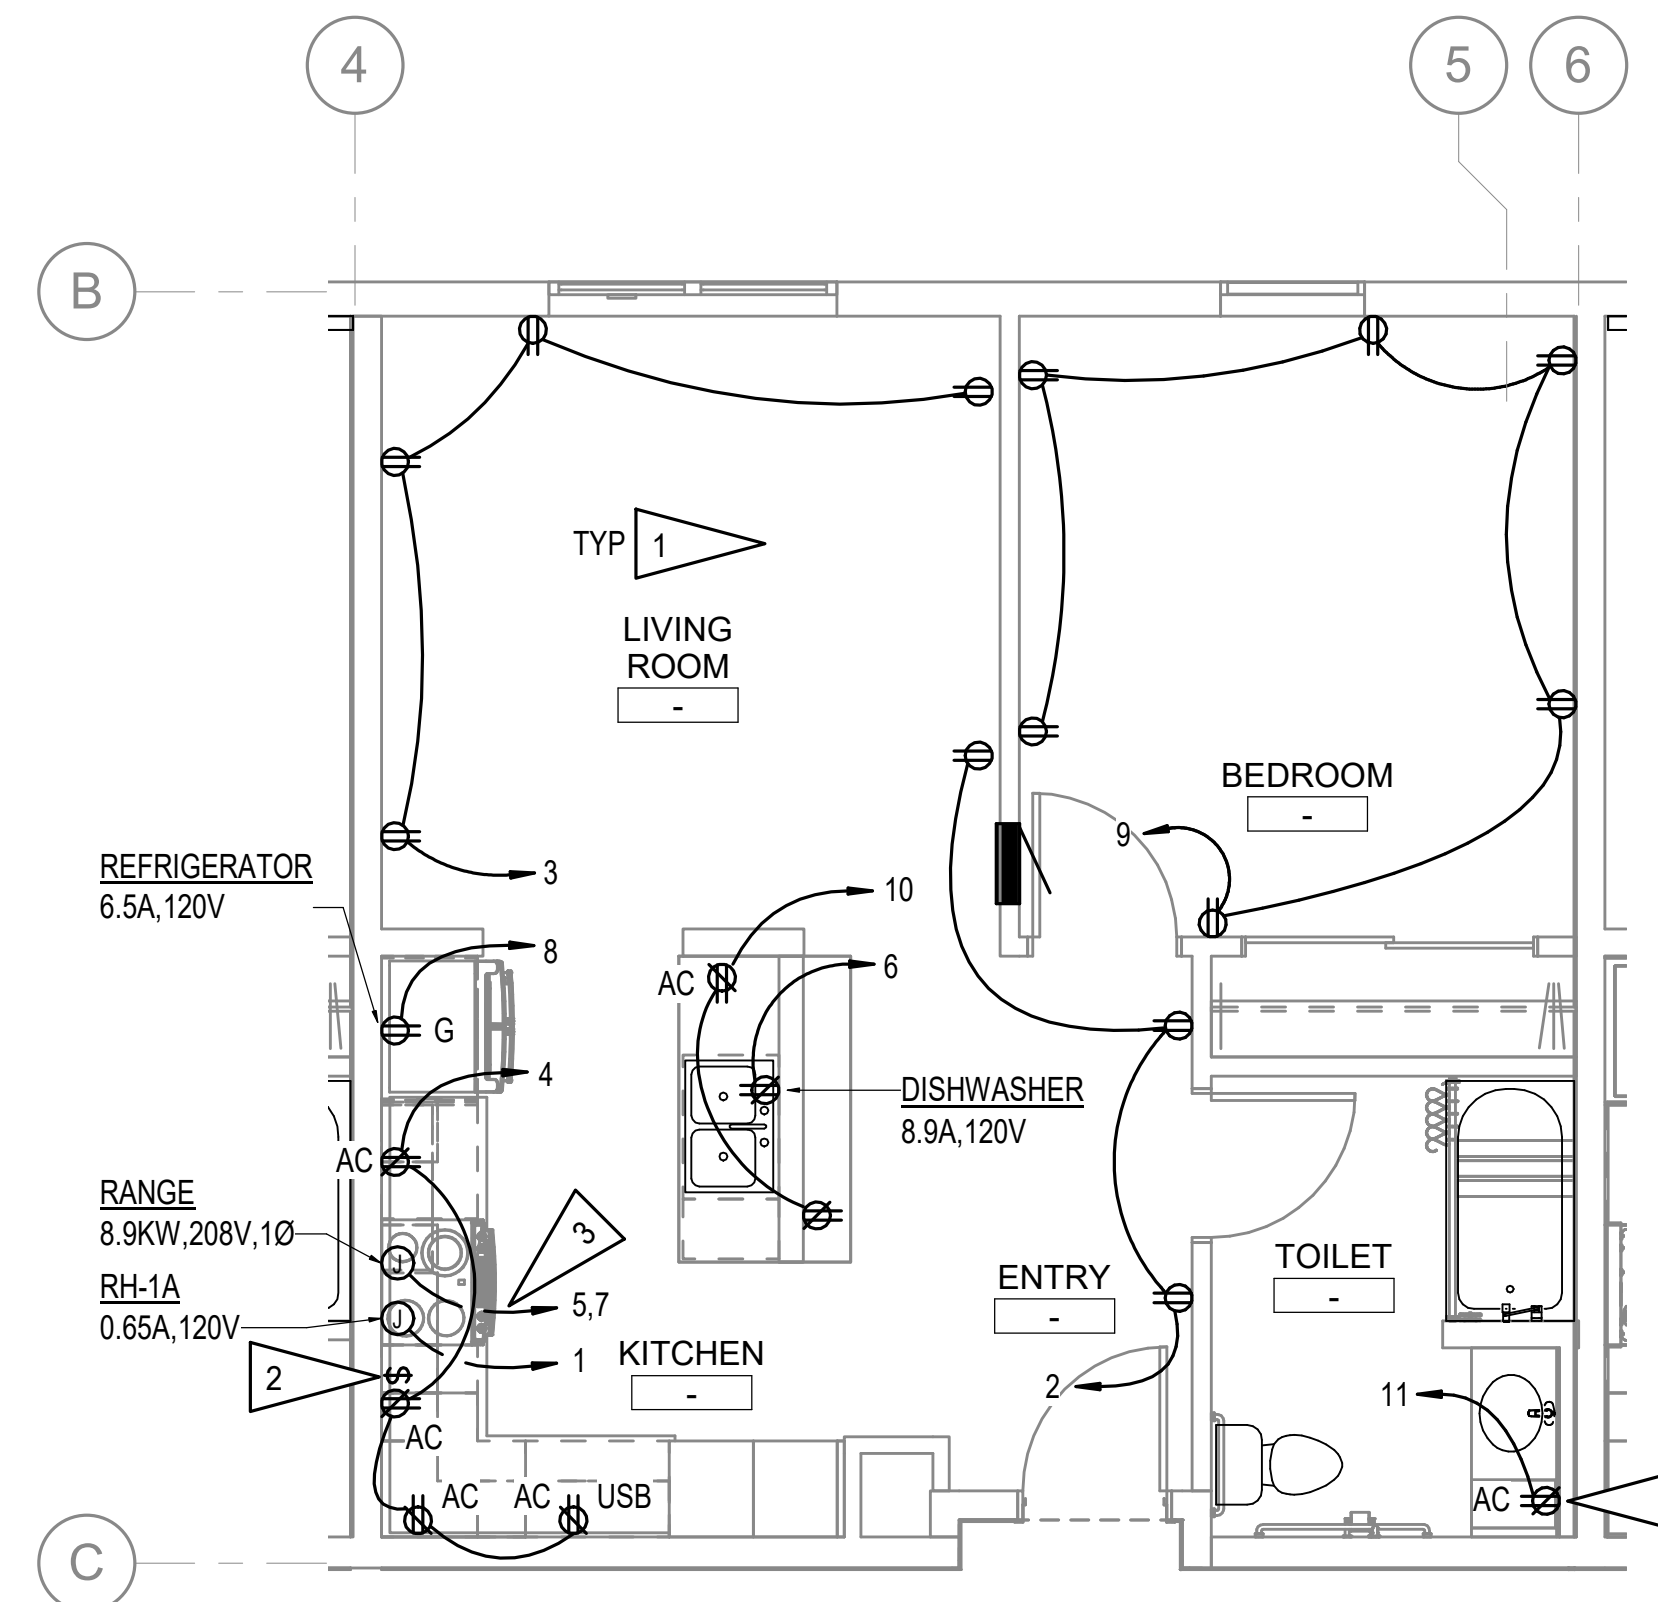 4
5
6
B
TYP
1
LIVING
ROOM
-
BEDROOM
-
9
REFRIGERATOR
6.5A,120V
3
10
8
6
AC
G
4
DISHWASHER
8.9A,120V
AC
RANGE
8.9KW,208V,1Ø
J
3
TOILET
-
ENTRY
-
RH-1A
0.65A,120V
J
5,7
1
KITCHEN
-
2
S
2
11
AC
AC
AC
USB
AC
C